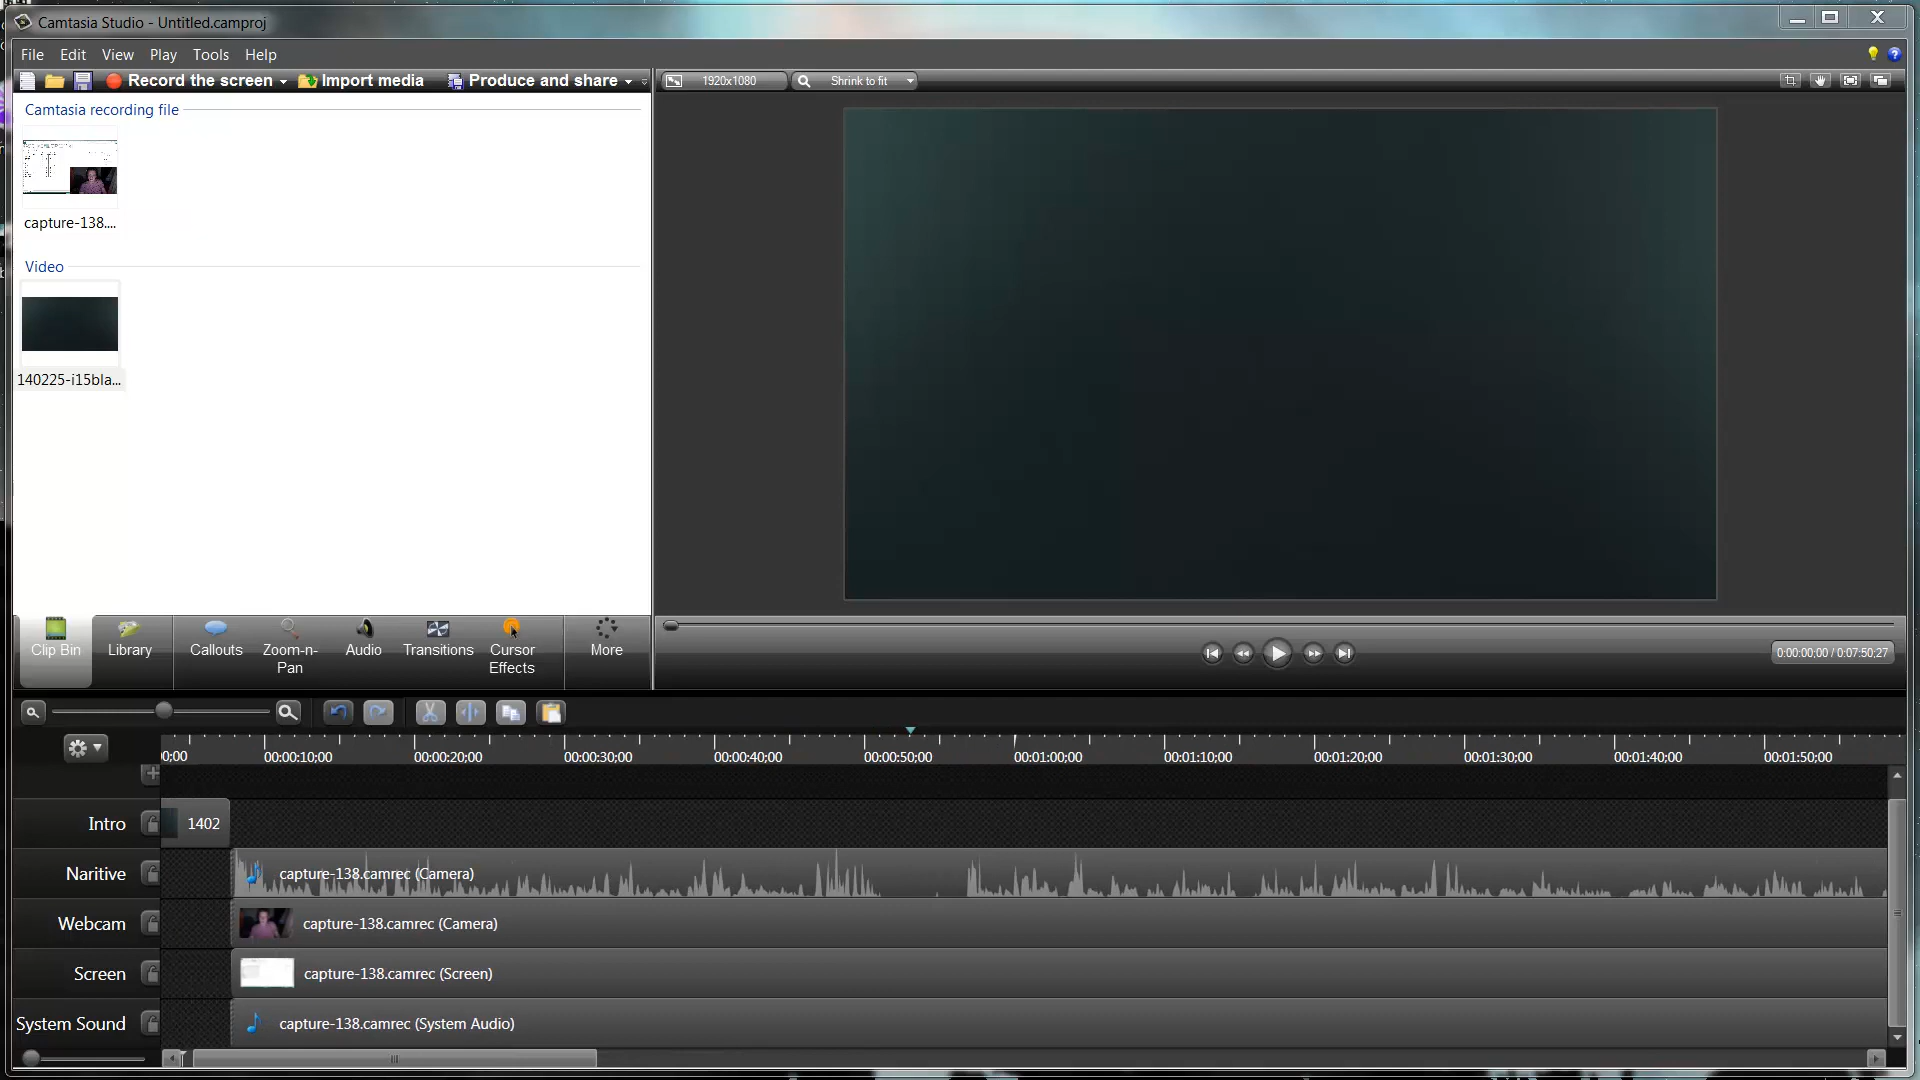 Camtasia Studio - Untitled.camproj
File Edit View Play Tools Help
Record the screen Import media Produce and share 1920x1080 Shrink to fit
Camtasia recording file
capture-138....
Video
140225-i15bla...
Clip Bin Library Callouts Zoom-n-Pan Audio Transitions Cursor Effects More
0:00:00;00 / 0:07:50;27
0;00 00:00:10;00 00:00:20;00 00:00:30;00 00:00:40;00 00:00:50;00 00:01:00;00 00:01:10;00 00:01:20;00 00:01:30;00 00:01:40;00 00:01:50;00
Intro 1402
Naritive capture-138.camrec (Camera)
Webcam capture-138.camrec (Camera)
Screen capture-138.camrec (Screen)
System Sound capture-138.camrec (System Audio)